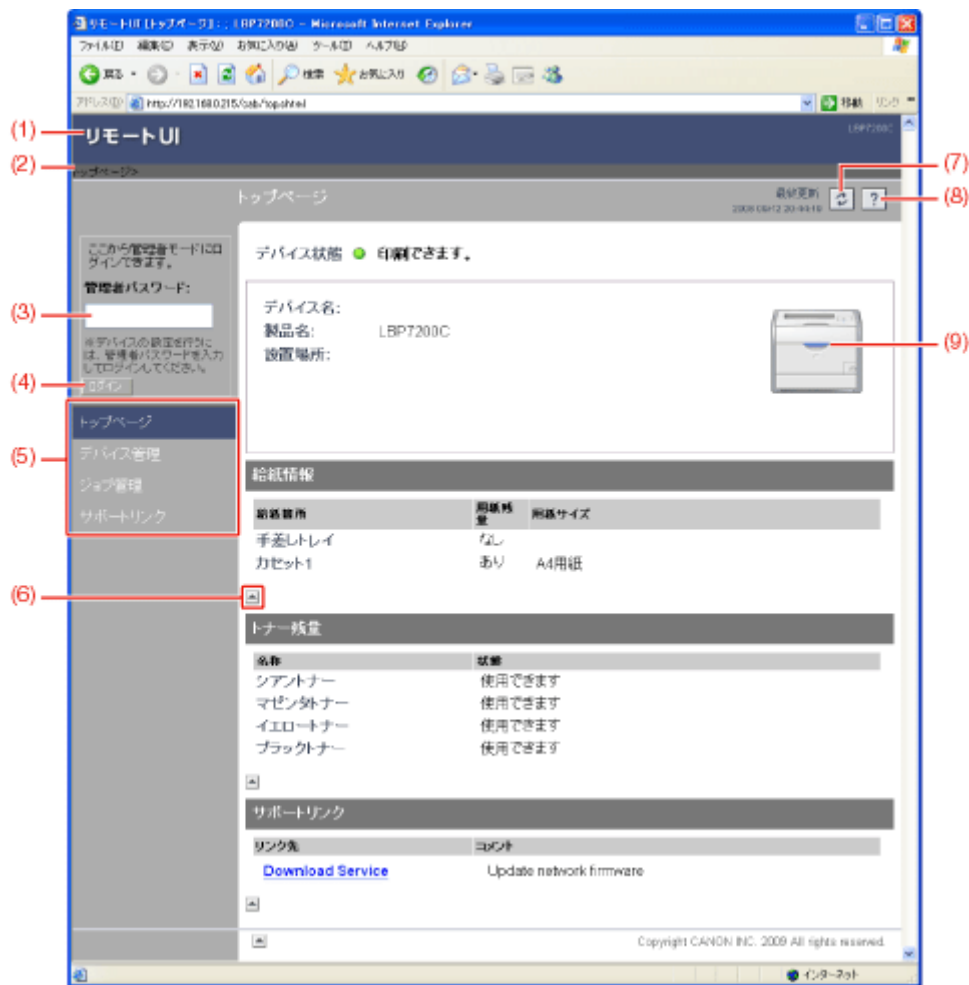 リモートUI [トップページ] : ; LBP7200C - Microsoft Internet Explorer
ファイル(F) 編集(E) 表示(V) お気に入り(A) ツール(T) ヘルプ(H)
戻る 検索 お気に入り
アドレス(D) http://192.168.0.215/ 移動 リンク
(1) リモートUI LBP7200C
(2) トップページ> (7)
トップページ 最終更新 ? (8)
ここから管理者モードにロ
グインできます。
デバイス状態 印刷できます。
管理者パスワード:
(3)
デバイス名:
製品名: LBP7200C
設置場所:
(9)
※デバイスの設定を行うに
は、管理者パスワードを入力
してログインしてください。
(4) ログイン
(5)
トップページ
デバイス管理
ジョブ管理
サポートリンク
給紙情報
給紙箇所 用紙残量 用紙サイズ
手差しトレイ なし
カセット1 あり A4用紙
(6)
トナー残量
名称 状態
シアントナー 使用できます
マゼンタトナー 使用できます
イエロートナー 使用できます
ブラックトナー 使用できます
サポートリンク
リンク先 コメント
Download Service Update network firmware
Copyright CANON INC. 2009 All rights reserved.
インターネット